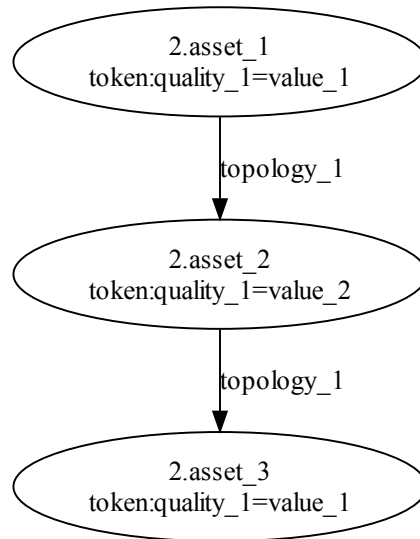 2.asset_1
token:quality_1=value_1
topology_1
2.asset_2
token:quality_1=value_2
topology_1
2.asset_3
token:quality_1=value_1